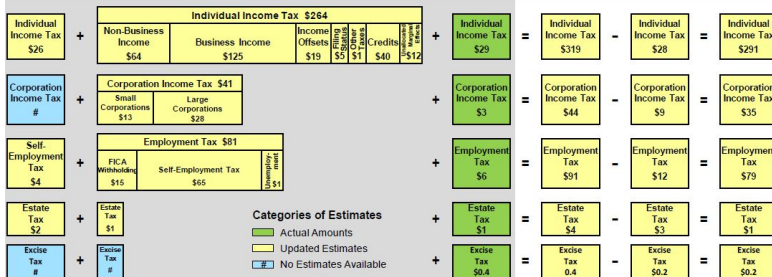 Individual Income Tax $26
+
Individual Income Tax $264
Non-Business Income $64
Business Income $125
Income Offsets $19
Filing Status $5
Other Taxes $1
Credits $40
Unallocated Marginal Effects $12
+
Individual Income Tax $29
=
Individual Income Tax $319
-
Individual Income Tax $28
=
Individual Income Tax $291
Corporation Income Tax #
+
Corporation Income Tax $41
Small Corporations $13
Large Corporations $28
+
Corporation Income Tax $3
=
Corporation Income Tax $44
-
Corporation Income Tax $9
=
Corporation Income Tax $35
Self-Employment Tax $4
+
Employment Tax $81
FICA Withholding $15
Self-Employment Tax $65
Unemploy-ment $1
+
Employment Tax $6
=
Employment Tax $91
-
Employment Tax $12
=
Employment Tax $79
Estate Tax $2
+
Estate Tax $1
+
Estate Tax $1
=
Estate Tax $4
-
Estate Tax $3
=
Estate Tax $1
Excise Tax #
+
Excise Tax #
+
Excise Tax $0.4
=
Excise Tax 0.4
-
Excise Tax $0.2
=
Excise Tax $0.2
Categories of Estimates
Actual Amounts
Updated Estimates
# No Estimates Available